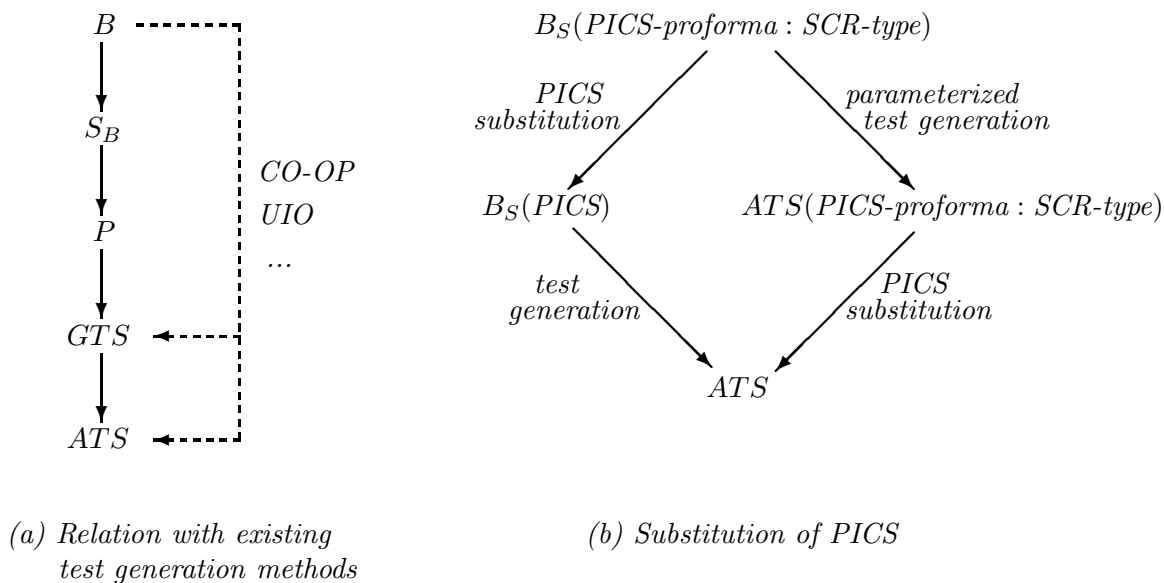 B
S_B
P
GTS
ATS
CO-OP
UIO
...
(a) Relation with existing
test generation methods
B_S(PICS-proforma : SCR-type)
PICS
substitution
parameterized
test generation
B_S(PICS)
ATS(PICS-proforma : SCR-type)
test
generation
PICS
substitution
ATS
(b) Substitution of PICS